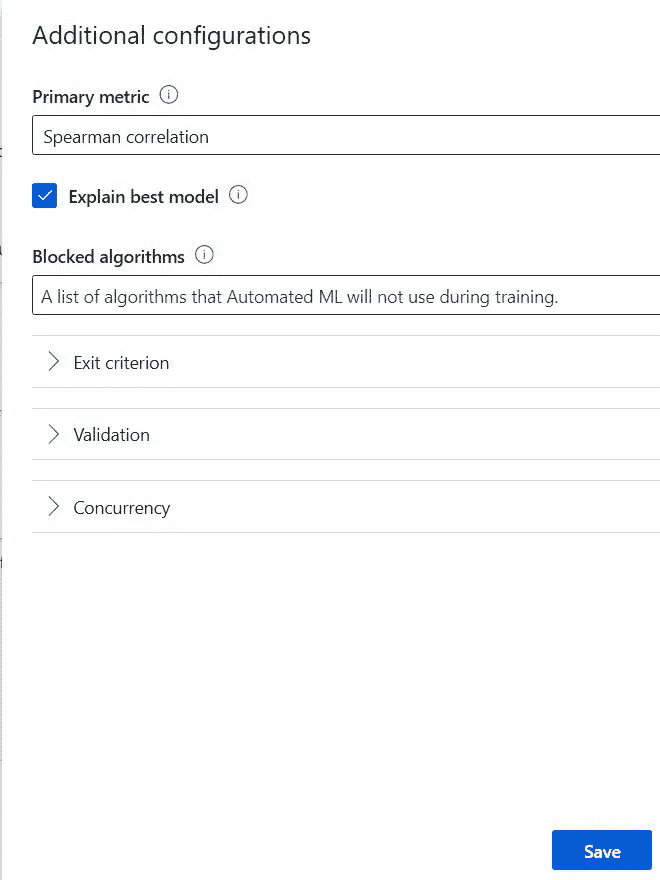 Additional configurations
Primary metric
Spearman correlation
Explain best model
Blocked algorithms
A list of algorithms that Automated ML will not use during training.
Exit criterion
Validation
Concurrency
Save